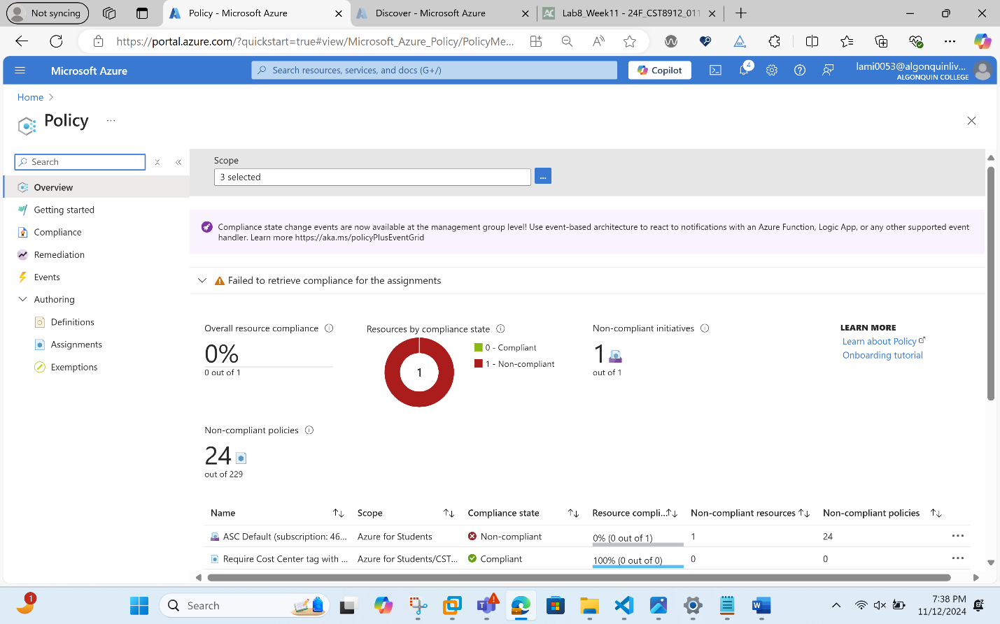 Not syncing
Policy - Microsoft Azure
Discover - Microsoft Azure
Lab8_Week11 - 24F_CST8912_011
https://portal.azure.com/?quickstart=true#view/Microsoft_Azure_Policy/PolicyMe...
Microsoft Azure
Search resources, services, and docs (G+/)
Copilot
4
lami0053@algonquinliv...
ALGONQUIN COLLEGE
Home
Policy
...
Search
Overview
Getting started
Compliance
Remediation
Events
Authoring
Definitions
Assignments
Exemptions
Scope
3 selected
...
Compliance state change events are now available at the management group level! Use event-based architecture to react to notifications with an Azure Function, Logic App, or any other supported event
handler. Learn more https://aka.ms/policyPlusEventGrid
Failed to retrieve compliance for the assignments
Overall resource compliance
0%
0 out of 1
Resources by compliance state
1
0 - Compliant
1 - Non-compliant
Non-compliant initiatives
1
out of 1
LEARN MORE
Learn about Policy
Onboarding tutorial
Non-compliant policies
24
out of 229
Name Scope Compliance state Resource compli... Non-compliant resources Non-compliant policies
ASC Default (subscription: 46... Azure for Students Non-compliant 0% (0 out of 1) 1 24
Require Cost Center tag with ... Azure for Students/CST... Compliant 100% (0 out of 0) 0 0
1
Search
7:38 PM
11/12/2024